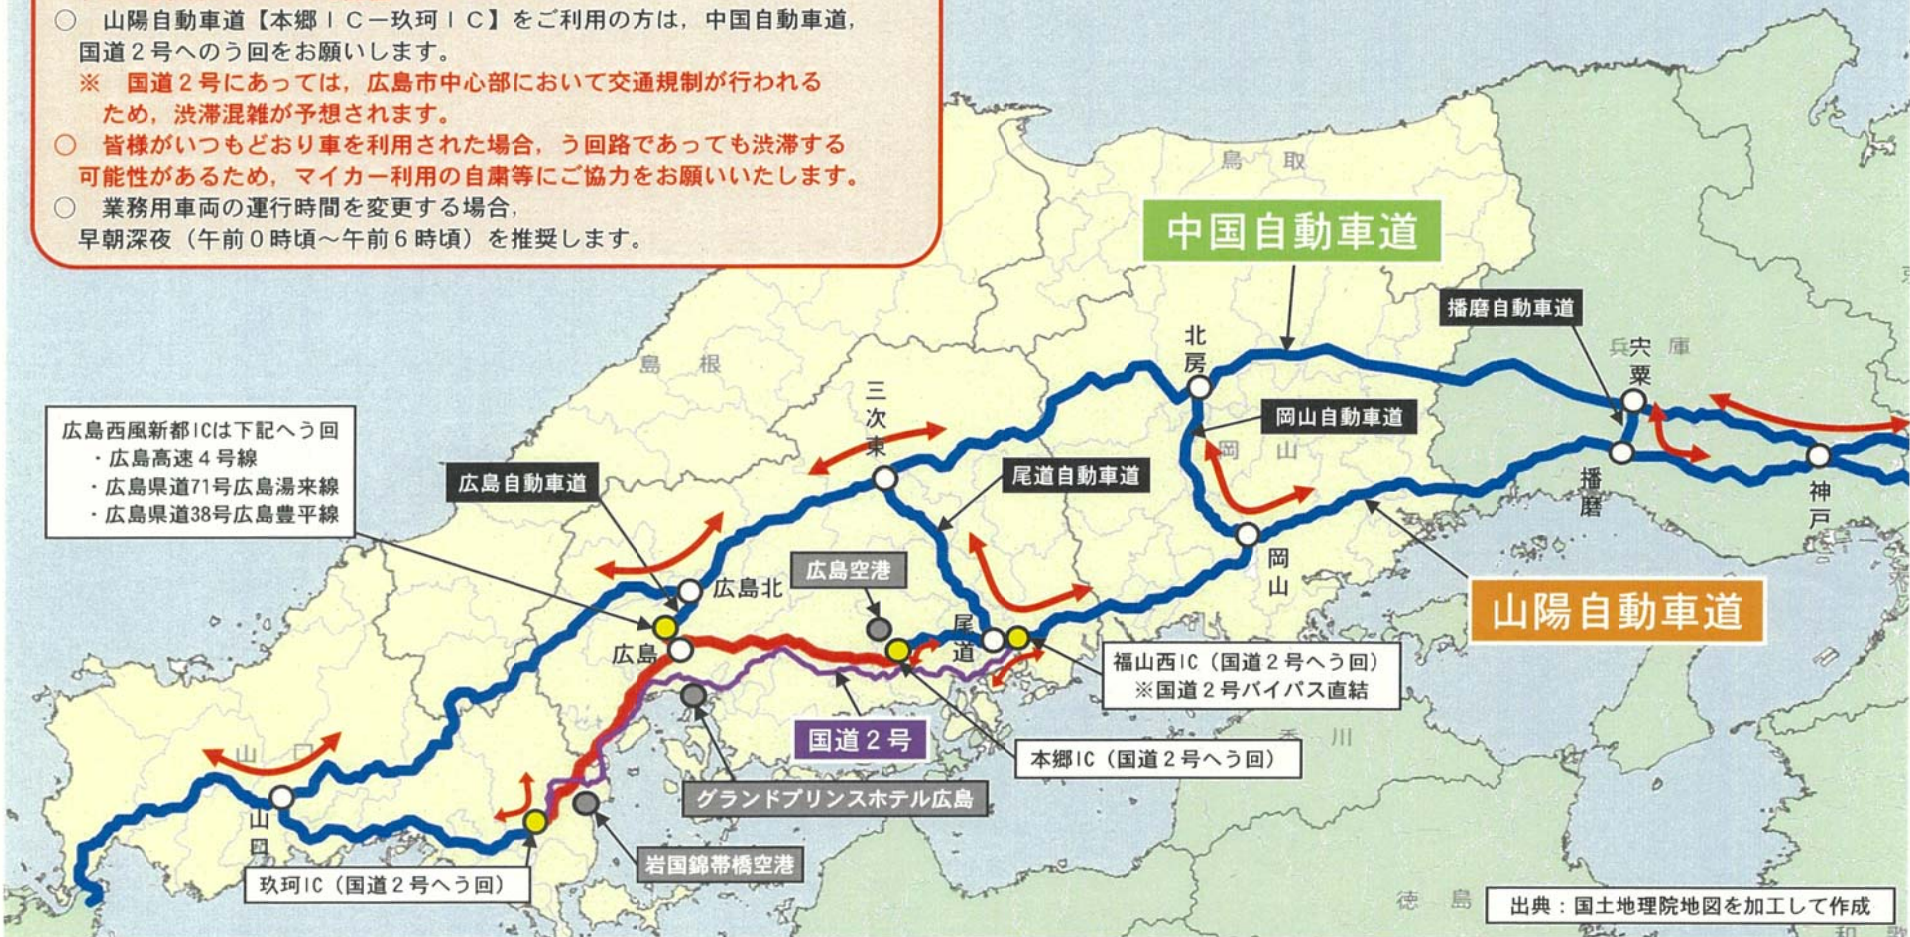 ○　山陽自動車道【本郷ＩＣー玖珂ＩＣ】をご利用の方は，中国自動車道，
国道２号へのう回をお願いします。
※　国道２号にあっては，広島市中心部において交通規制が行われる
ため，渋滞混雑が予想されます。
○　皆様がいつもどおり車を利用された場合，う回路であっても渋滞する
可能性があるため，マイカー利用の自粛等にご協力をお願いいたします。
○　業務用車両の運行時間を変更する場合，
早朝深夜（午前０時頃～午前６時頃）を推奨します。
鳥取
中国自動車道
播磨自動車道
兵庫
宍粟
北房
島根
三次東
岡山自動車道
岡山
広島西風新都ICは下記へう回
・広島高速４号線
・広島県道71号広島湯来線
・広島県道38号広島豊平線
広島自動車道
尾道自動車道
播磨
神戸
広島空港
岡山
広島北
山陽自動車道
尾道
広島
福山西IC（国道２号へう回）
※国道２号バイパス直結
国道２号
香川
山口
本郷IC（国道２号へう回）
グランドプリンスホテル広島
山口
岩国錦帯橋空港
玖珂IC（国道２号へう回）
徳島
出典：国土地理院地図を加工して作成